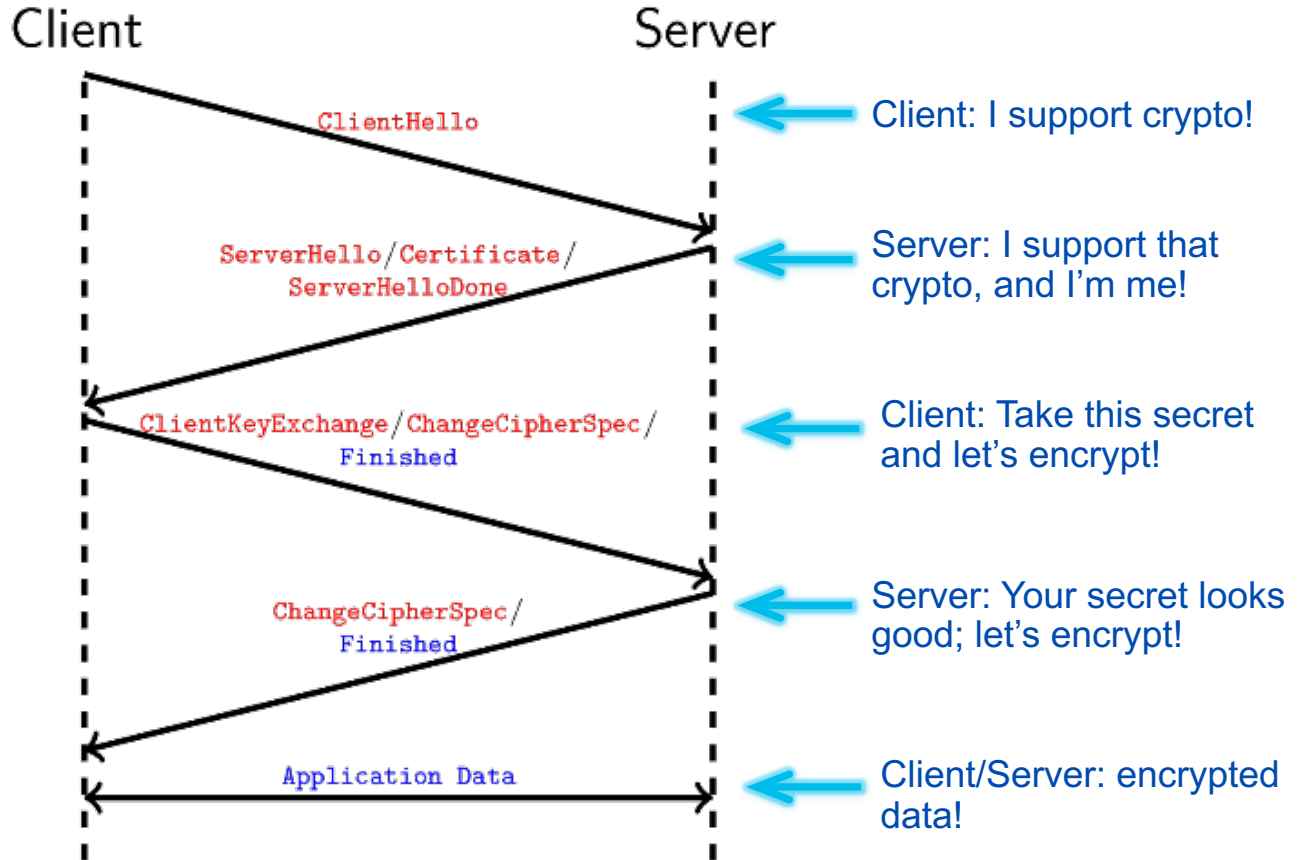 Client
Server
ClientHello
Client: I support crypto!
ServerHello/Certificate/
ServerHelloDone
Server: I support that
crypto, and I’m me!
ClientKeyExchange/ChangeCipherSpec/
Finished
Client: Take this secret
and let’s encrypt!
ChangeCipherSpec/
Finished
Server: Your secret looks
good; let’s encrypt!
Application Data
Client/Server: encrypted
data!